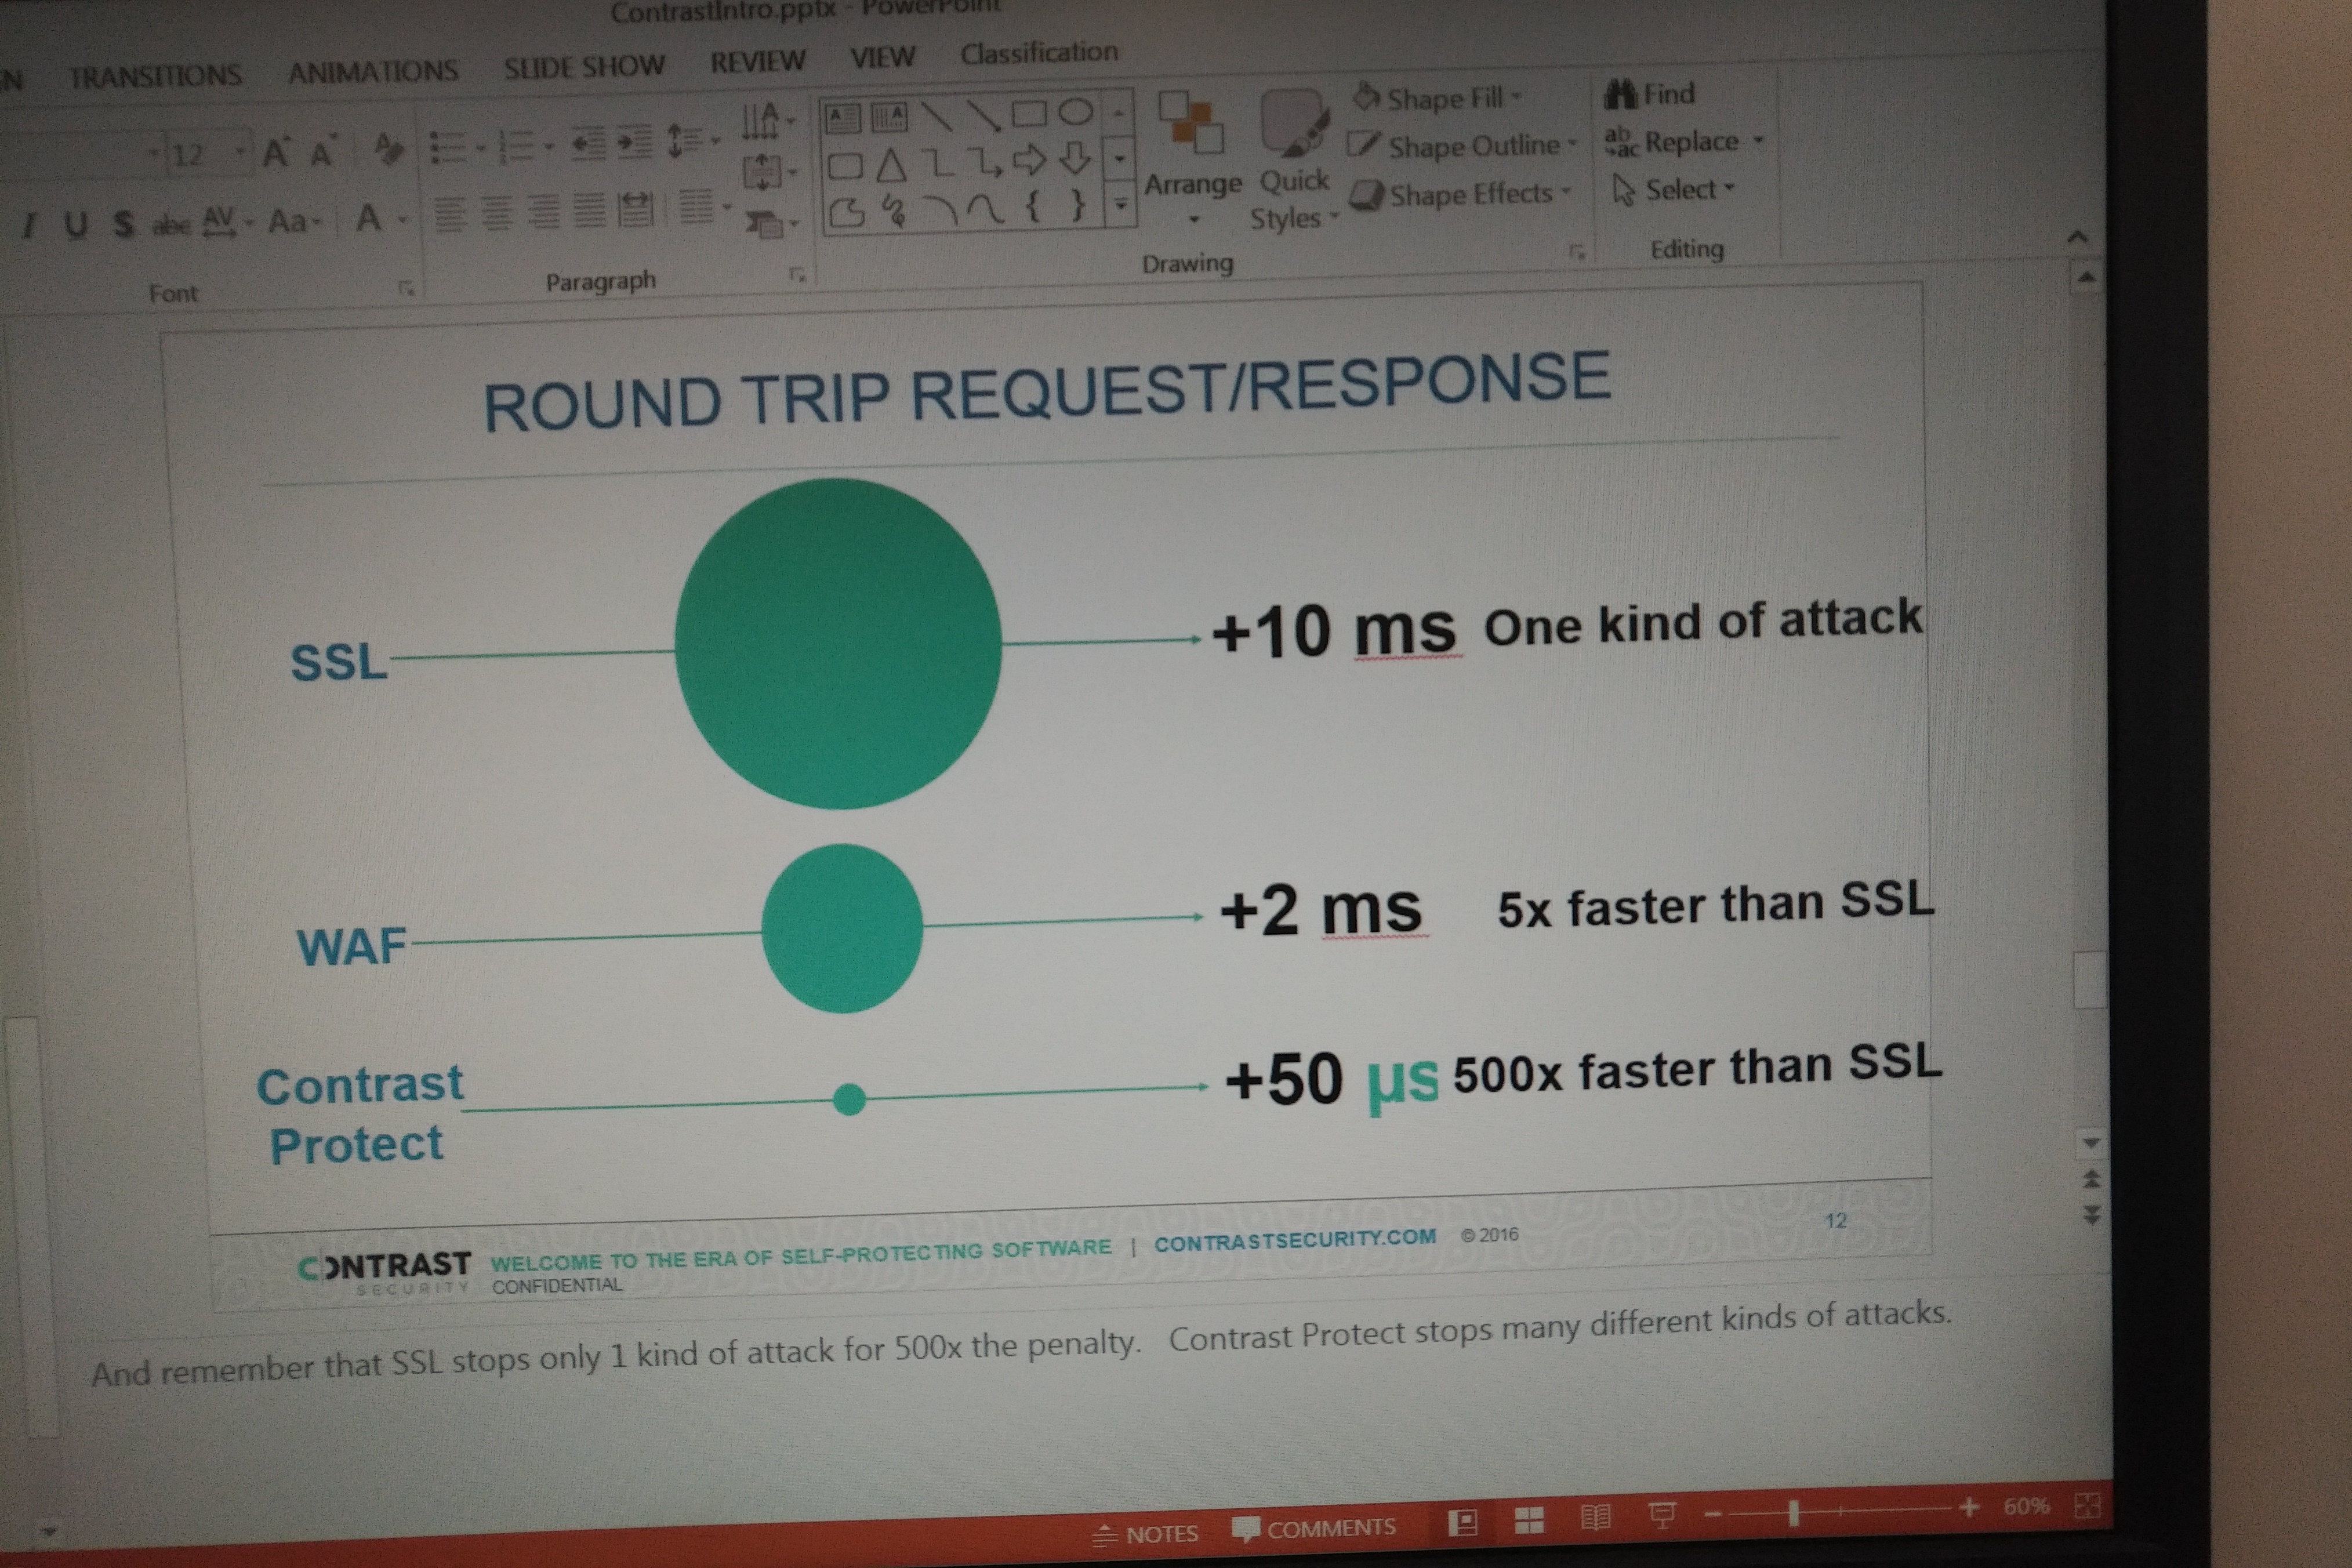 ContrastIntro.pptx - PowerPoint
TRANSITIONS ANIMATIONS SLIDE SHOW REVIEW VIEW Classification
12
Shape Fill
Find
Shape Outline
Replace
Arrange
Quick Styles
Shape Effects
Select
U S abc AV Aa A
Font
Paragraph
Drawing
Editing
ROUND TRIP REQUEST/RESPONSE
SSL +10 ms One kind of attack
WAF +2 ms 5x faster than SSL
Contrast +50 µs 500x faster than SSL
Protect
CONTRAST WELCOME TO THE ERA OF SELF-PROTECTING SOFTWARE | CONTRASTSECURITY.COM © 2016 12
SECURITY CONFIDENTIAL
And remember that SSL stops only 1 kind of attack for 500x the penalty. Contrast Protect stops many different kinds of attacks.
NOTES COMMENTS 60%